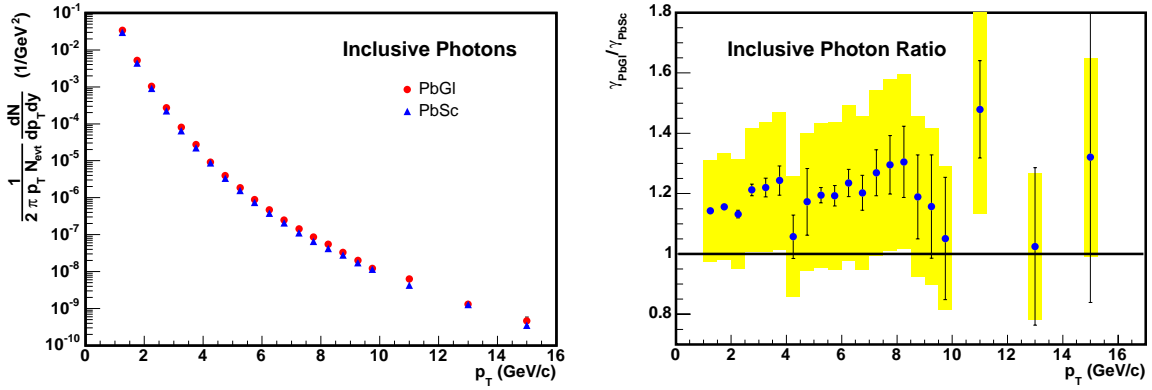 10⁻¹
10⁻²
10⁻³
10⁻⁴
10⁻⁵
10⁻⁶
10⁻⁷
10⁻⁸
10⁻⁹
10⁻¹⁰
1 / (2 π p_T N_evt) dN / (dp_T dy) (1/GeV²)
Inclusive Photons
PbGl
PbSc
0 2 4 6 8 10 12 14 16
p_T (GeV/c)
γ_PbGl / γ_PbSc
1.8
1.6
1.4
1.2
1
0.8
Inclusive Photon Ratio
0 2 4 6 8 10 12 14 16
p_T (GeV/c)